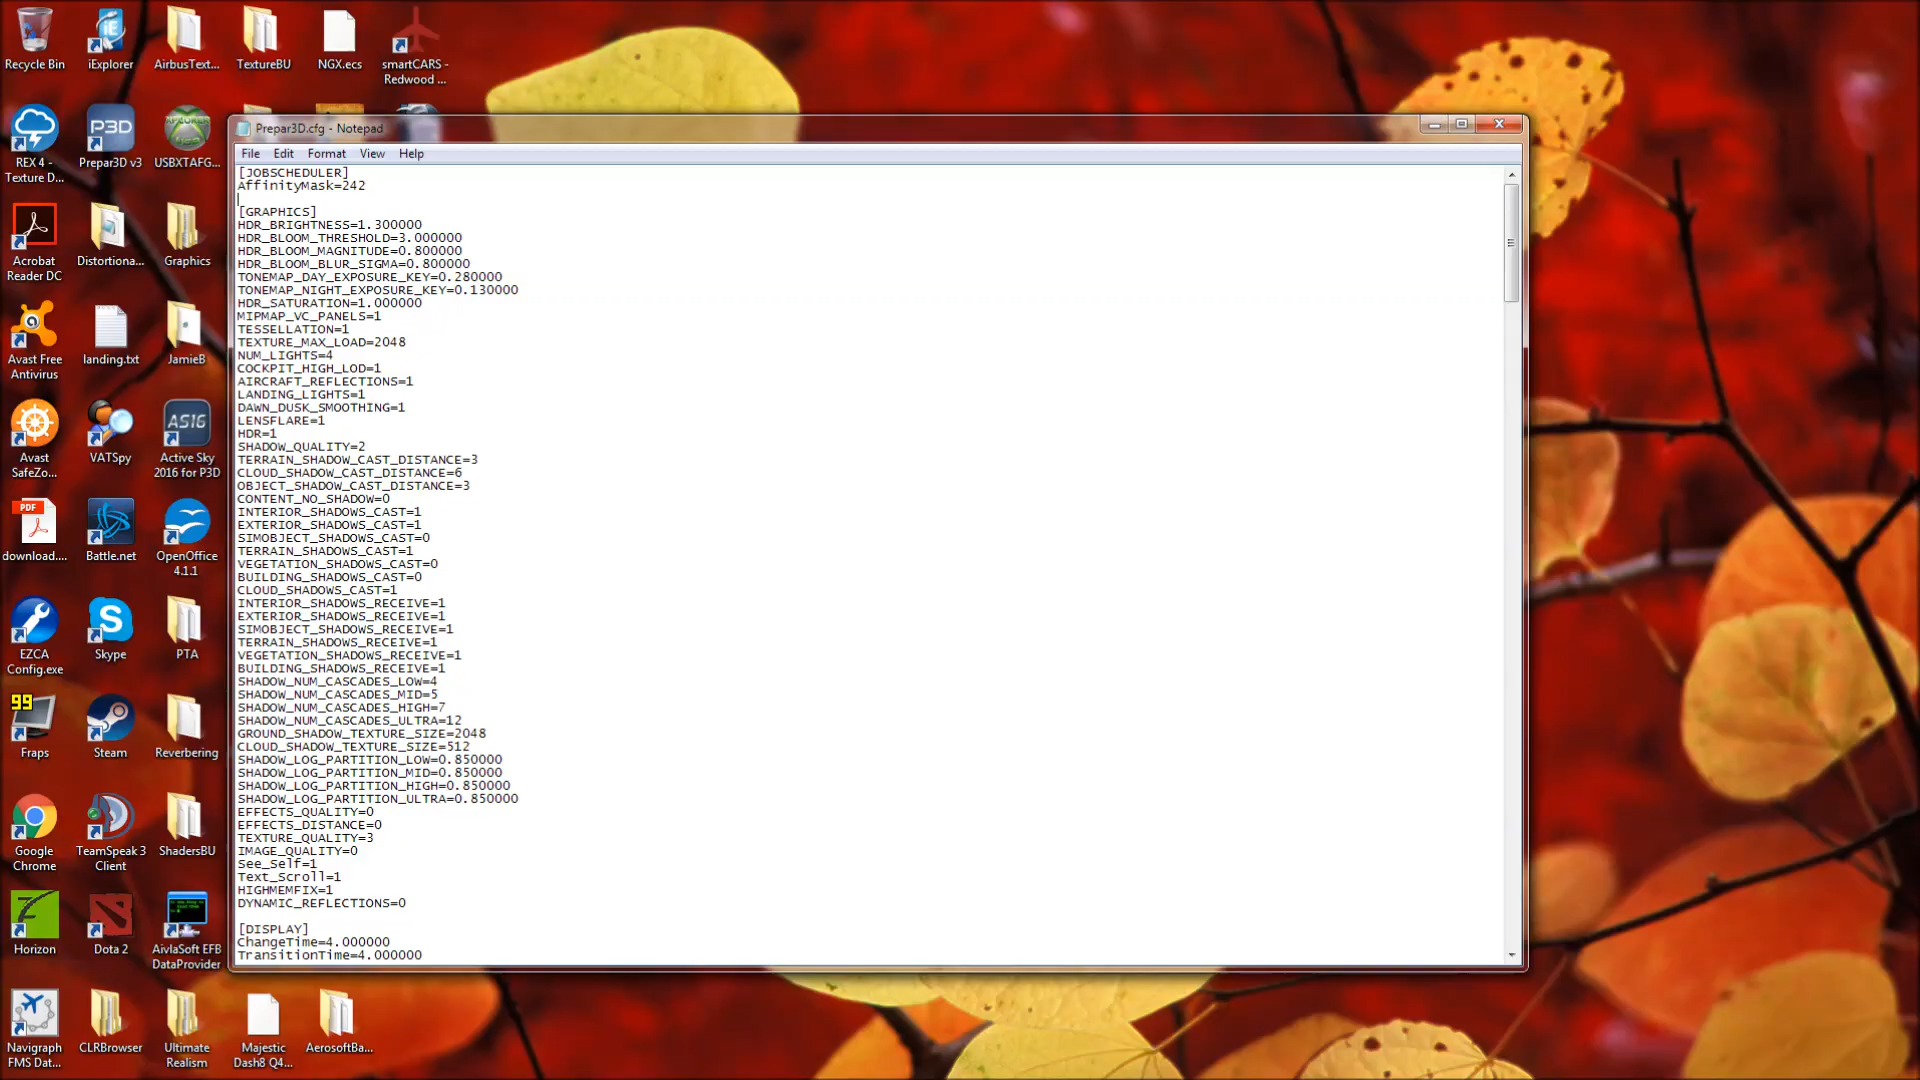 Recycle Bin
iExplorer
AirbusText...
TextureBU
NGX.ecs
smartCARS -
Redwood ...
REX 4 -
Texture D...
P3D
Prepar3D v3
USBXTAFG...
Acrobat
Reader DC
Distortiona...
Graphics
Avast Free
Antivirus
landing.txt
JamieB
Avast
SafeZo...
VATSpy
AS16
Active Sky
2016 for P3D
PDF
download....
Battle.net
OpenOffice
4.1.1
EZCA
Config.exe
Skype
PTA
99
Fraps
Steam
Reverbering
Google
Chrome
TeamSpeak 3
Client
ShadersBU
Horizon
Dota 2
AivlaSoft EFB
DataProvider
Navigraph
FMS Dat...
CLRBrowser
Ultimate
Realism
Majestic
Dash8 Q4...
AerosoftBa...
Prepar3D.cfg - Notepad
File Edit Format View Help
[JOBSCHEDULER]
AffinityMask=242
[GRAPHICS]
HDR_BRIGHTNESS=1.300000
HDR_BLOOM_THRESHOLD=3.000000
HDR_BLOOM_MAGNITUDE=0.800000
HDR_BLOOM_BLUR_SIGMA=0.800000
TONEMAP_DAY_EXPOSURE_KEY=0.280000
TONEMAP_NIGHT_EXPOSURE_KEY=0.130000
HDR_SATURATION=1.000000
MIPMAP_VC_PANELS=1
TESSELLATION=1
TEXTURE_MAX_LOAD=2048
NUM_LIGHTS=4
COCKPIT_HIGH_LOD=1
AIRCRAFT_REFLECTIONS=1
LANDING_LIGHTS=1
DAWN_DUSK_SMOOTHING=1
LENSFLARE=1
HDR=1
SHADOW_QUALITY=2
TERRAIN_SHADOW_CAST_DISTANCE=3
CLOUD_SHADOW_CAST_DISTANCE=6
OBJECT_SHADOW_CAST_DISTANCE=3
CONTENT_NO_SHADOW=0
INTERIOR_SHADOWS_CAST=1
EXTERIOR_SHADOWS_CAST=1
SIMOBJECT_SHADOWS_CAST=0
TERRAIN_SHADOWS_CAST=1
VEGETATION_SHADOWS_CAST=0
BUILDING_SHADOWS_CAST=0
CLOUD_SHADOWS_CAST=1
INTERIOR_SHADOWS_RECEIVE=1
EXTERIOR_SHADOWS_RECEIVE=1
SIMOBJECT_SHADOWS_RECEIVE=1
TERRAIN_SHADOWS_RECEIVE=1
VEGETATION_SHADOWS_RECEIVE=1
BUILDING_SHADOWS_RECEIVE=1
SHADOW_NUM_CASCADES_LOW=4
SHADOW_NUM_CASCADES_MID=5
SHADOW_NUM_CASCADES_HIGH=7
SHADOW_NUM_CASCADES_ULTRA=12
GROUND_SHADOW_TEXTURE_SIZE=2048
CLOUD_SHADOW_TEXTURE_SIZE=512
SHADOW_LOG_PARTITION_LOW=0.850000
SHADOW_LOG_PARTITION_MID=0.850000
SHADOW_LOG_PARTITION_HIGH=0.850000
SHADOW_LOG_PARTITION_ULTRA=0.850000
EFFECTS_QUALITY=0
EFFECTS_DISTANCE=0
TEXTURE_QUALITY=3
IMAGE_QUALITY=0
See_Self=1
Text_Scroll=1
HIGHMEMFIX=1
DYNAMIC_REFLECTIONS=0
[DISPLAY]
ChangeTime=4.000000
TransitionTime=4.000000